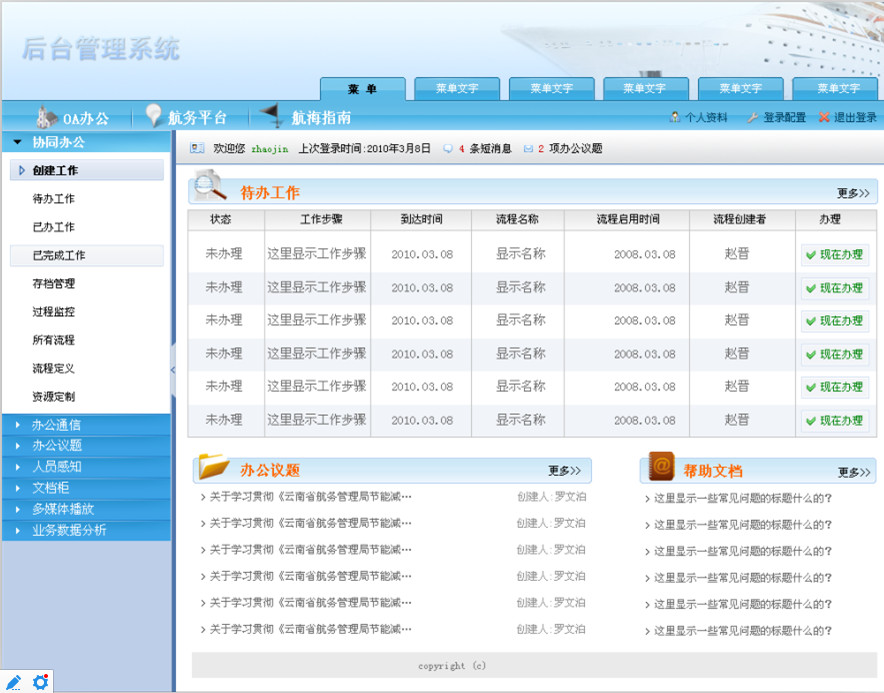 后台管理系统
菜 单 菜单文字 菜单文字 菜单文字 菜单文字 菜单文字
OA办公 航务平台 航海指南 个人资料 登录配置 退出登录
协同办公
创建工作
待办工作
已办工作
已完成工作
存档管理
过程监控
所有流程
流程定义
资源定制
办公通信
办公议题
人员感知
文档柜
多媒体播放
业务数据分析
欢迎您 zhaojin 上次登录时间:2010年3月8日 4 条短消息 2 项办公议题
待办工作 更多>>
状态 工作步骤 到达时间 流程名称 流程启用时间 流程创建者 办理
未办理 这里显示工作步骤 2010.03.08 显示名称 2008.03.08 赵晋 现在办理
未办理 这里显示工作步骤 2010.03.08 显示名称 2008.03.08 赵晋 现在办理
未办理 这里显示工作步骤 2010.03.08 显示名称 2008.03.08 赵晋 现在办理
未办理 这里显示工作步骤 2010.03.08 显示名称 2008.03.08 赵晋 现在办理
未办理 这里显示工作步骤 2010.03.08 显示名称 2008.03.08 赵晋 现在办理
未办理 这里显示工作步骤 2010.03.08 显示名称 2008.03.08 赵晋 现在办理
办公议题 更多>>
关于学习贯彻《云南省航务管理局节能减… 创建人:罗文泊
关于学习贯彻《云南省航务管理局节能减… 创建人:罗文泊
关于学习贯彻《云南省航务管理局节能减… 创建人:罗文泊
关于学习贯彻《云南省航务管理局节能减… 创建人:罗文泊
关于学习贯彻《云南省航务管理局节能减… 创建人:罗文泊
关于学习贯彻《云南省航务管理局节能减… 创建人:罗文泊
帮助文档 更多>>
这里显示一些常见问题的标题什么的?
这里显示一些常见问题的标题什么的?
这里显示一些常见问题的标题什么的?
这里显示一些常见问题的标题什么的?
这里显示一些常见问题的标题什么的?
这里显示一些常见问题的标题什么的?
copyright (c)